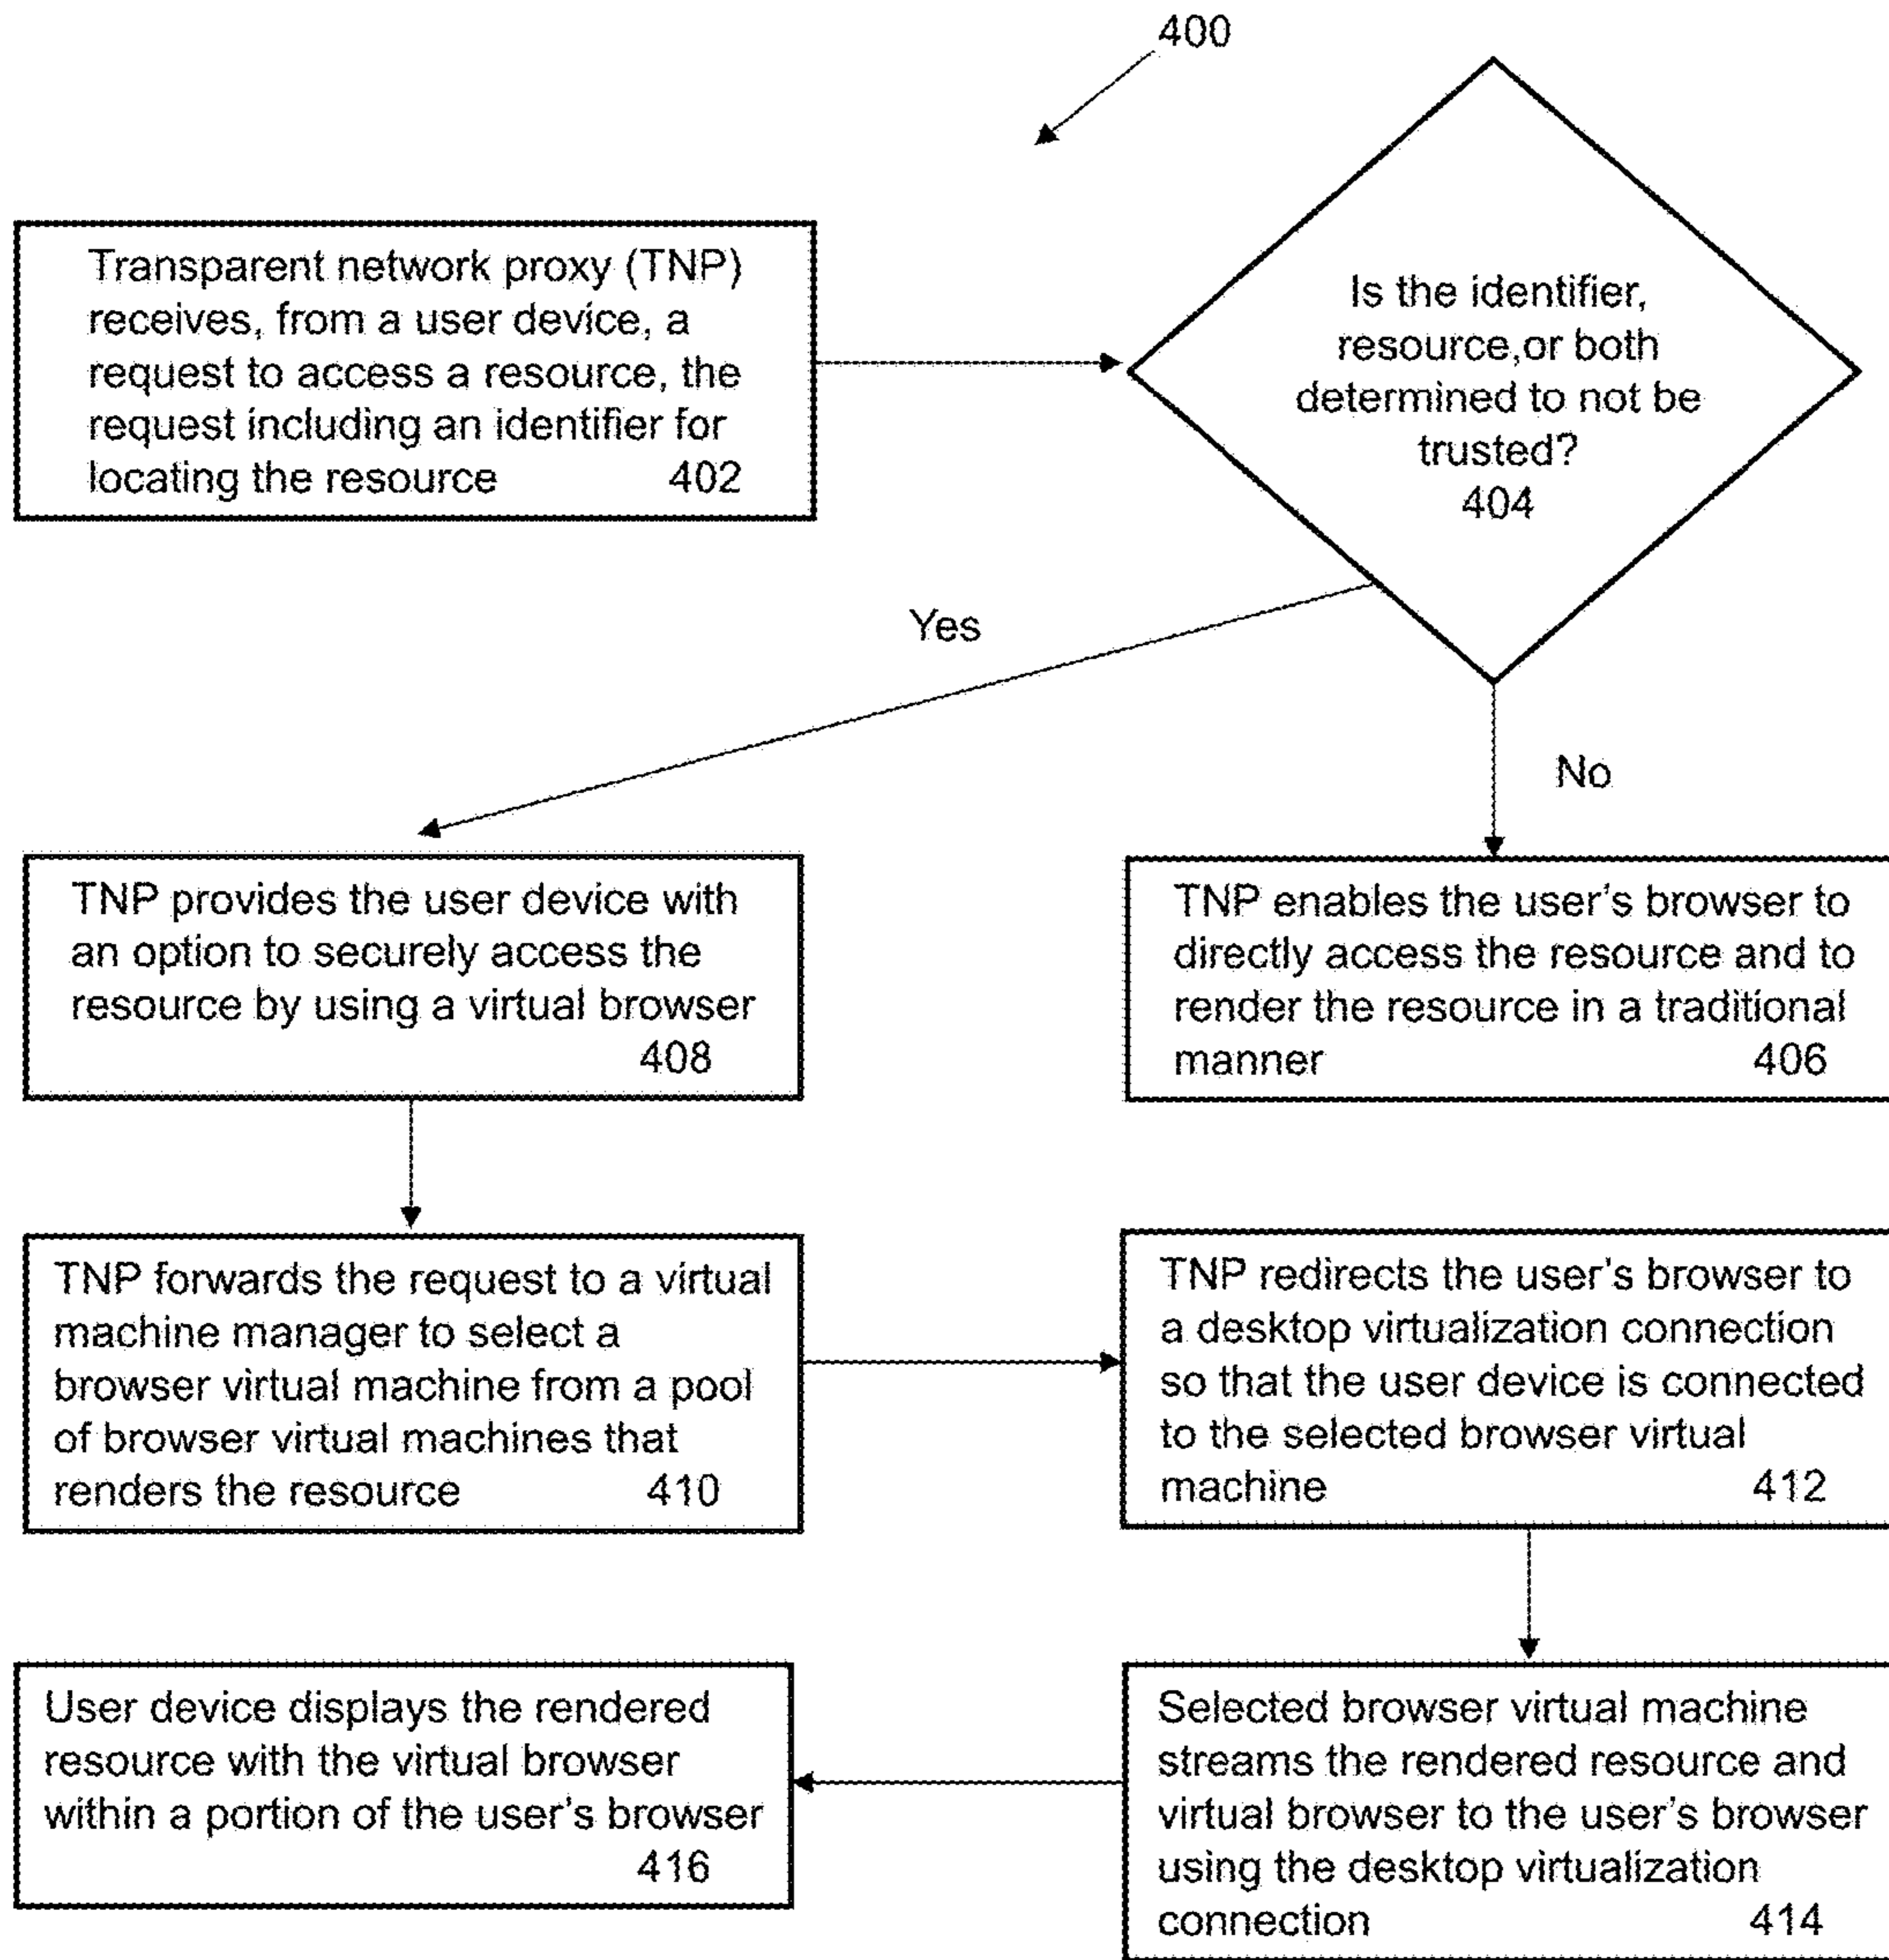 400
Transparent network proxy (TNP)
receives, from a user device, a
request to access a resource, the
request including an identifier for
locating the resource 402
Is the identifier,
resource,or both
determined to not be
trusted?
404
Yes
No
TNP provides the user device with
an option to securely access the
resource by using a virtual browser
408
TNP enables the user's browser to
directly access the resource and to
render the resource in a traditional
manner 406
TNP forwards the request to a virtual
machine manager to select a
browser virtual machine from a pool
of browser virtual machines that
renders the resource 410
TNP redirects the user's browser to
a desktop virtualization connection
so that the user device is connected
to the selected browser virtual
machine 412
User device displays the rendered
resource with the virtual browser
within a portion of the user's browser
416
Selected browser virtual machine
streams the rendered resource and
virtual browser to the user's browser
using the desktop virtualization
connection 414